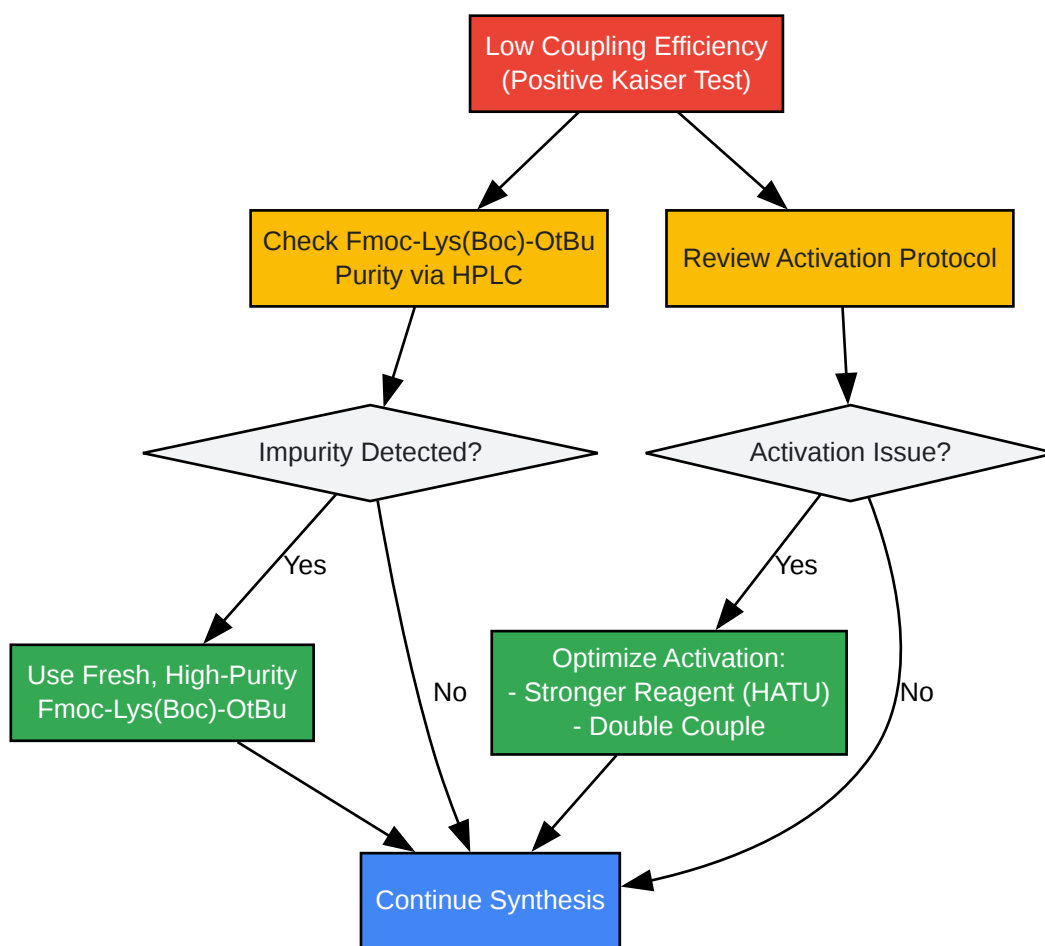 Low Coupling Efficiency
(Positive Kaiser Test)
Check Fmoc-Lys(Boc)-OtBu
Purity via HPLC
Review Activation Protocol
Impurity Detected?
Activation Issue?
Yes
Yes
Use Fresh, High-Purity
Fmoc-Lys(Boc)-OtBu
No
Optimize Activation:
- Stronger Reagent (HATU)
- Double Couple
No
Continue Synthesis